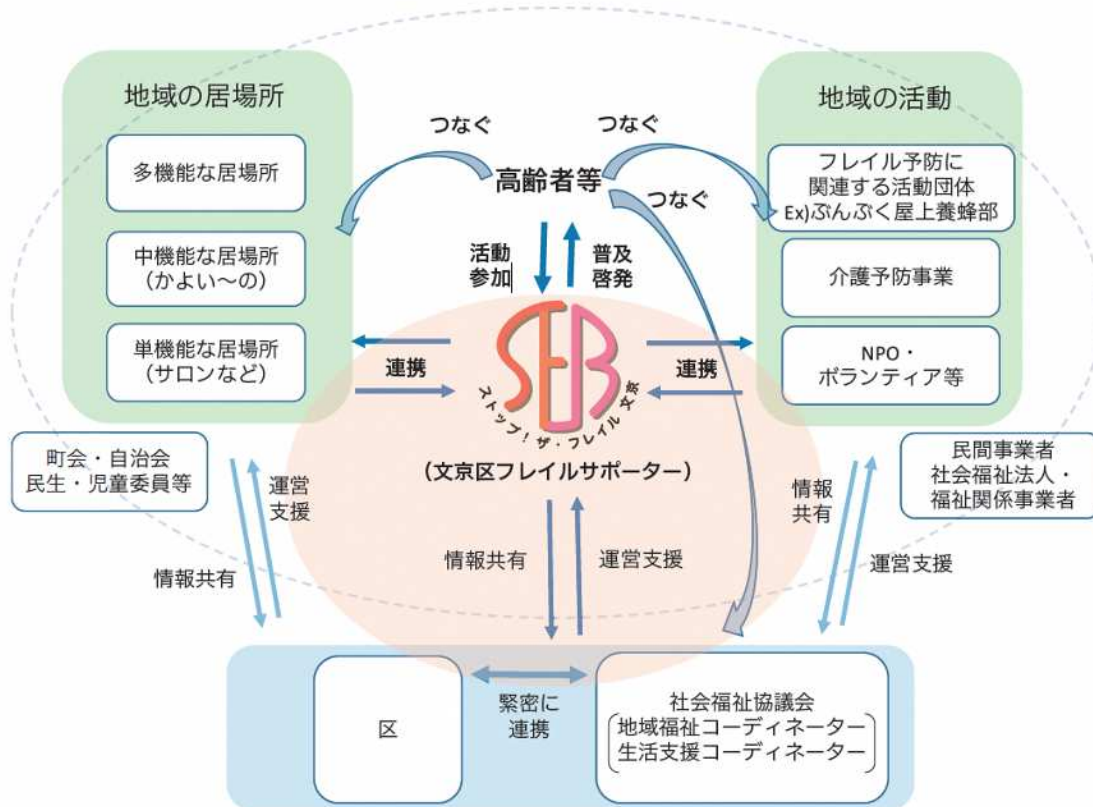 地域の居場所
多機能な居場所
中機能な居場所
(かよい~の)
単機能な居場所
(サロンなど)
地域の活動
フレイル予防に
関連する活動団体
Ex)ぶんぶく屋上養蜂部
介護予防事業
NPO・
ボランティア等
つなぐ
つなぐ
つなぐ
高齢者等
活動
参加
普及
啓発
連携
連携
SFB
ストップ!ザ・フレイル 文京
(文京区フレイルサポーター)
町会・自治会
民生・児童委員等
民間事業者
社会福祉法人・
福祉関係事業者
運営
支援
情報共有
情報共有
運営支援
情報
共有
運営支援
区
緊密に
連携
社会福祉協議会
地域福祉コーディネーター
生活支援コーディネーター